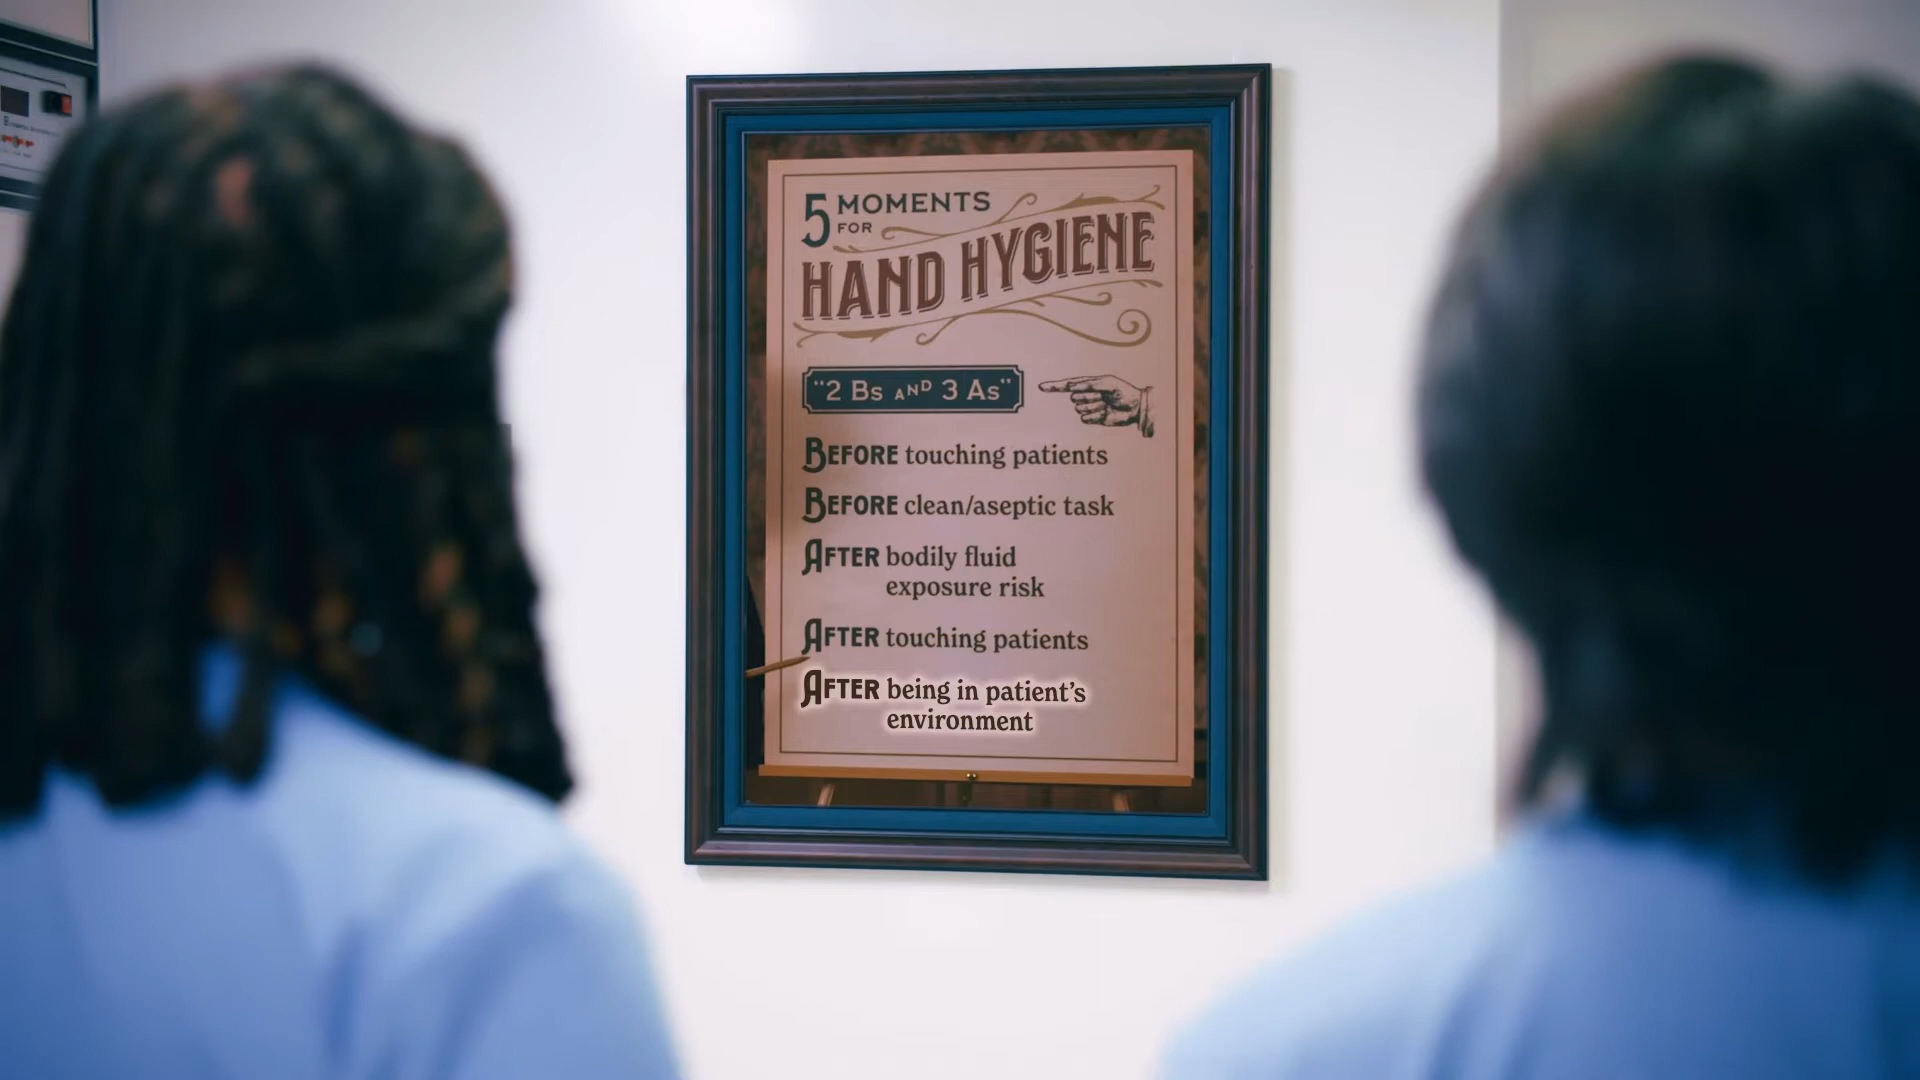 5 MOMENTS
FOR
HAND HYGIENE
“2 Bs AND 3 As”
BEFORE touching patients
BEFORE clean/aseptic task
AFTER bodily fluid
exposure risk
AFTER touching patients
AFTER being in patient’s
environment